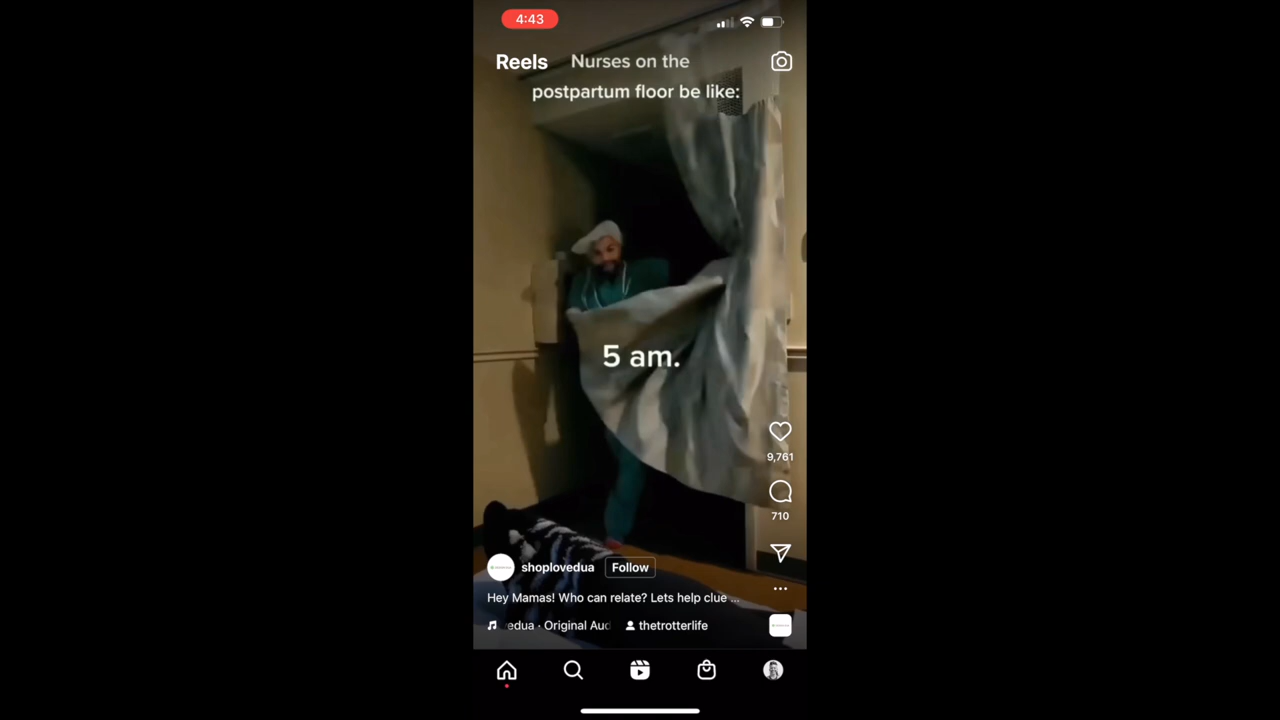 4:43
Reels
Nurses on the
postpartum floor be like:
5 am.
9,761
710
shoplovedua
Follow
Hey Mamas! Who can relate? Lets help clue ...
edua · Original Aud
thetrotterlife